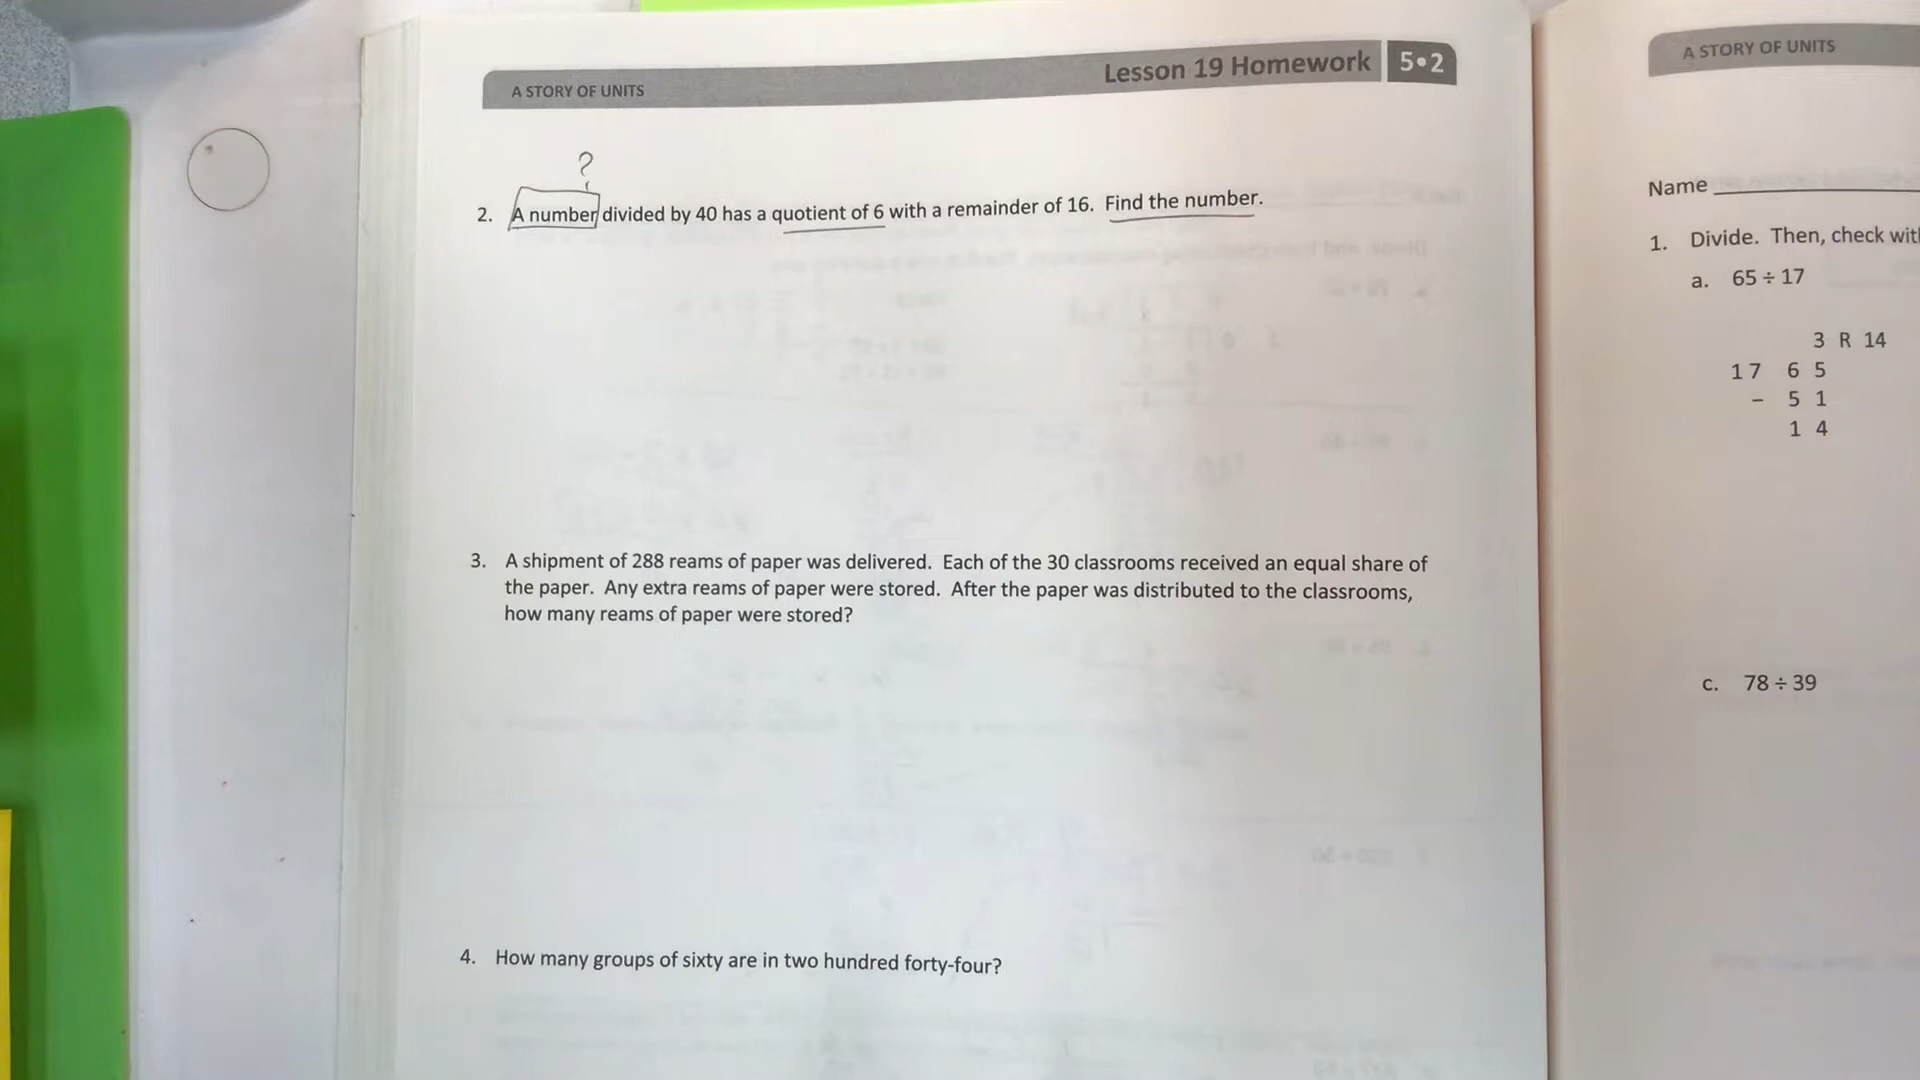 A STORY OF UNITS
Lesson 19 Homework 5•2
?
2. A number divided by 40 has a quotient of 6 with a remainder of 16. Find the number.
3. A shipment of 288 reams of paper was delivered. Each of the 30 classrooms received an equal share of
the paper. Any extra reams of paper were stored. After the paper was distributed to the classrooms,
how many reams of paper were stored?
4. How many groups of sixty are in two hundred forty-four?
A STORY OF UNITS
Name
1. Divide. Then, check
a. 65 ÷ 17
3 R 14
17 65
– 51
14
c. 78 ÷ 39